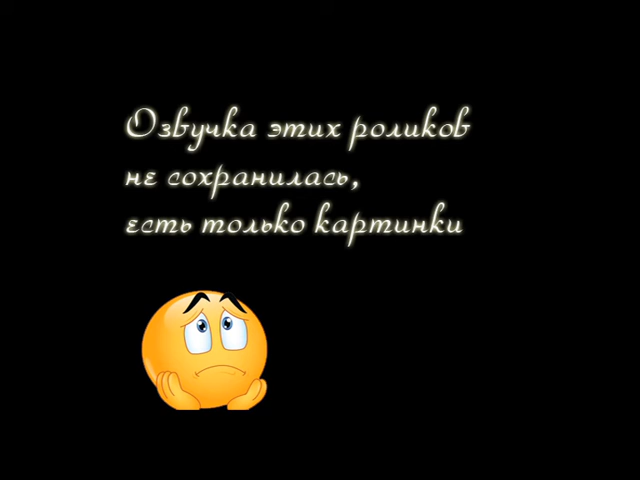 Озвучка этих роликов
не сохранилась,
есть только картинки